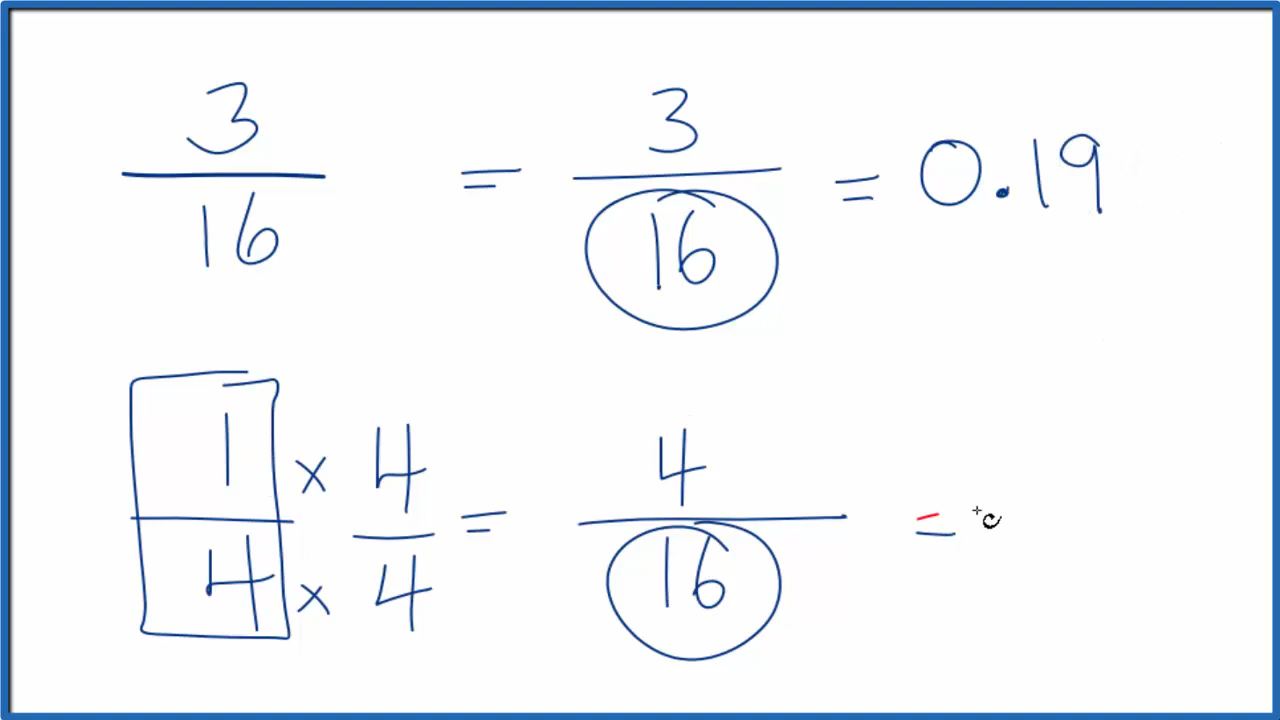 3/16 = 3/16 = 0.19
1/4 × 4/4 = 4/16 =